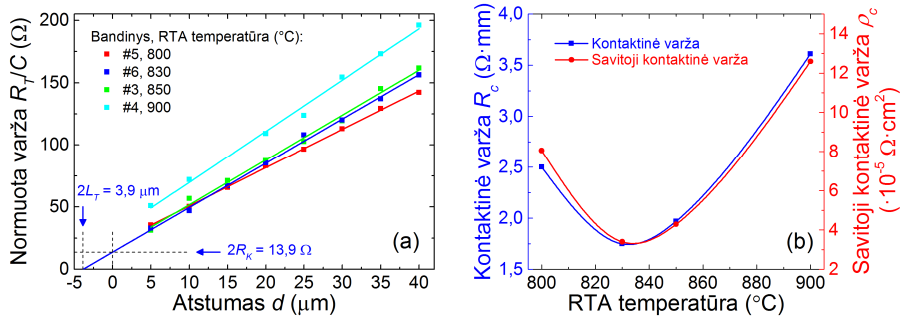 Normuota varža R_T/C (Ω)
200
150
100
50
0
Bandinys, RTA temperatūra (°C):
#5, 800
#6, 830
#3, 850
#4, 900
2L_T = 3,9 μm
2R_K = 13,9 Ω
(a)
-5 0 5 10 15 20 25 30 35 40
Atstumas d (μm)
Kontaktinė varža R_c (Ω·mm)
4,0
3,5
3,0
2,5
2,0
1,5
Kontaktinė varža
Savitoji kontaktinė varža
(b)
800 820 840 860 880 900
RTA temperatūra (°C)
14
12
10
8
6
4
2
Savitoji kontaktinė varža ρ_c
(·10⁻⁵ Ω·cm²)